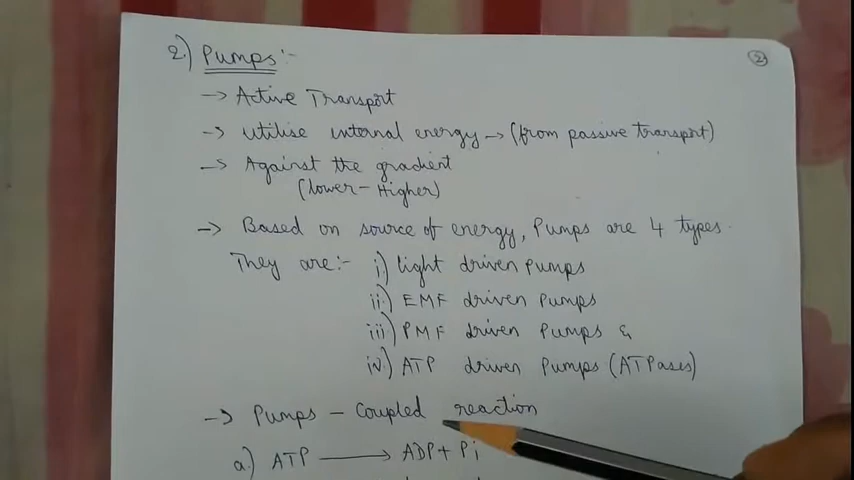 ②
2) Pumps:-
→ Active Transport
→ Utilise internal energy → (from passive transport)
→ Against the gradient
(lower - Higher)
→ Based on source of energy, Pumps are 4 types.
They are:- i) light driven pumps
ii) EMF driven Pumps
iii) PMF driven Pumps &
iv) ATP driven Pumps (ATPases)
→ Pumps - Coupled reaction
a) ATP → ADP + Pi